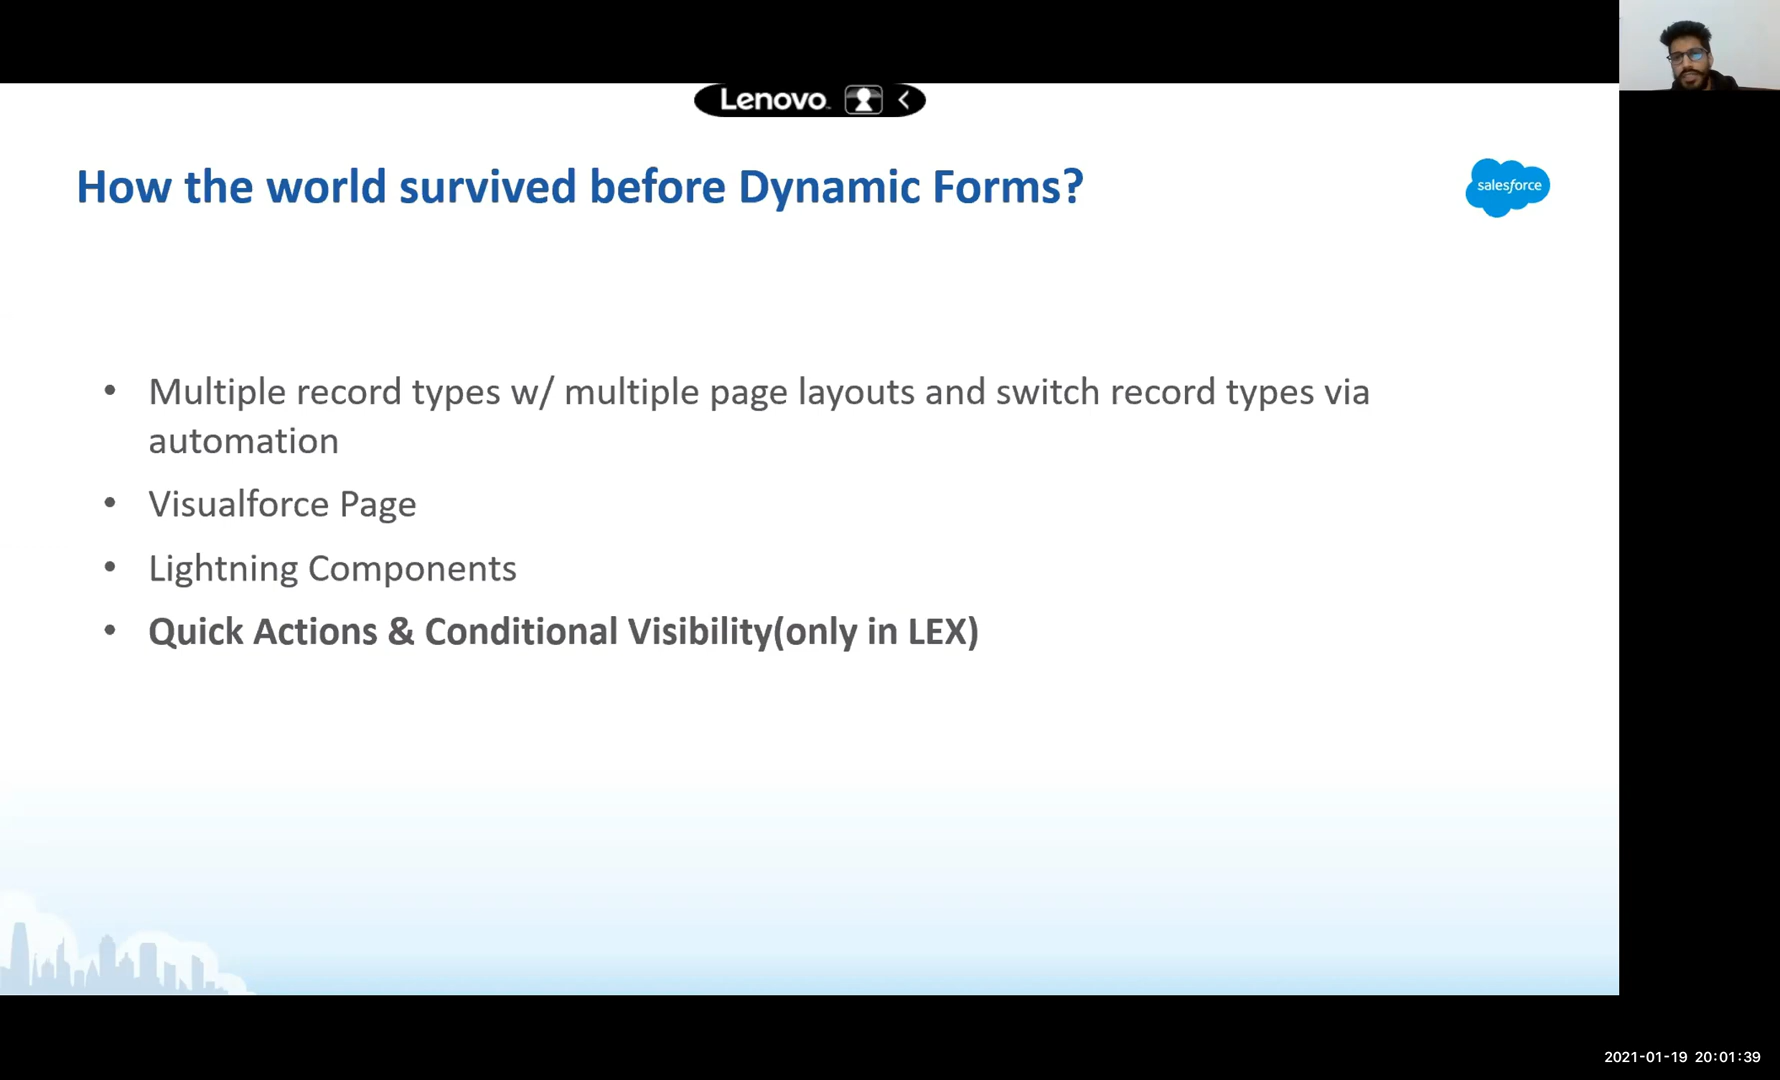 Lenovo
How the world survived before Dynamic Forms?
salesforce
• Multiple record types w/ multiple page layouts and switch record types via
automation
• Visualforce Page
• Lightning Components
• Quick Actions & Conditional Visibility(only in LEX)
2021-01-19 20:01:39